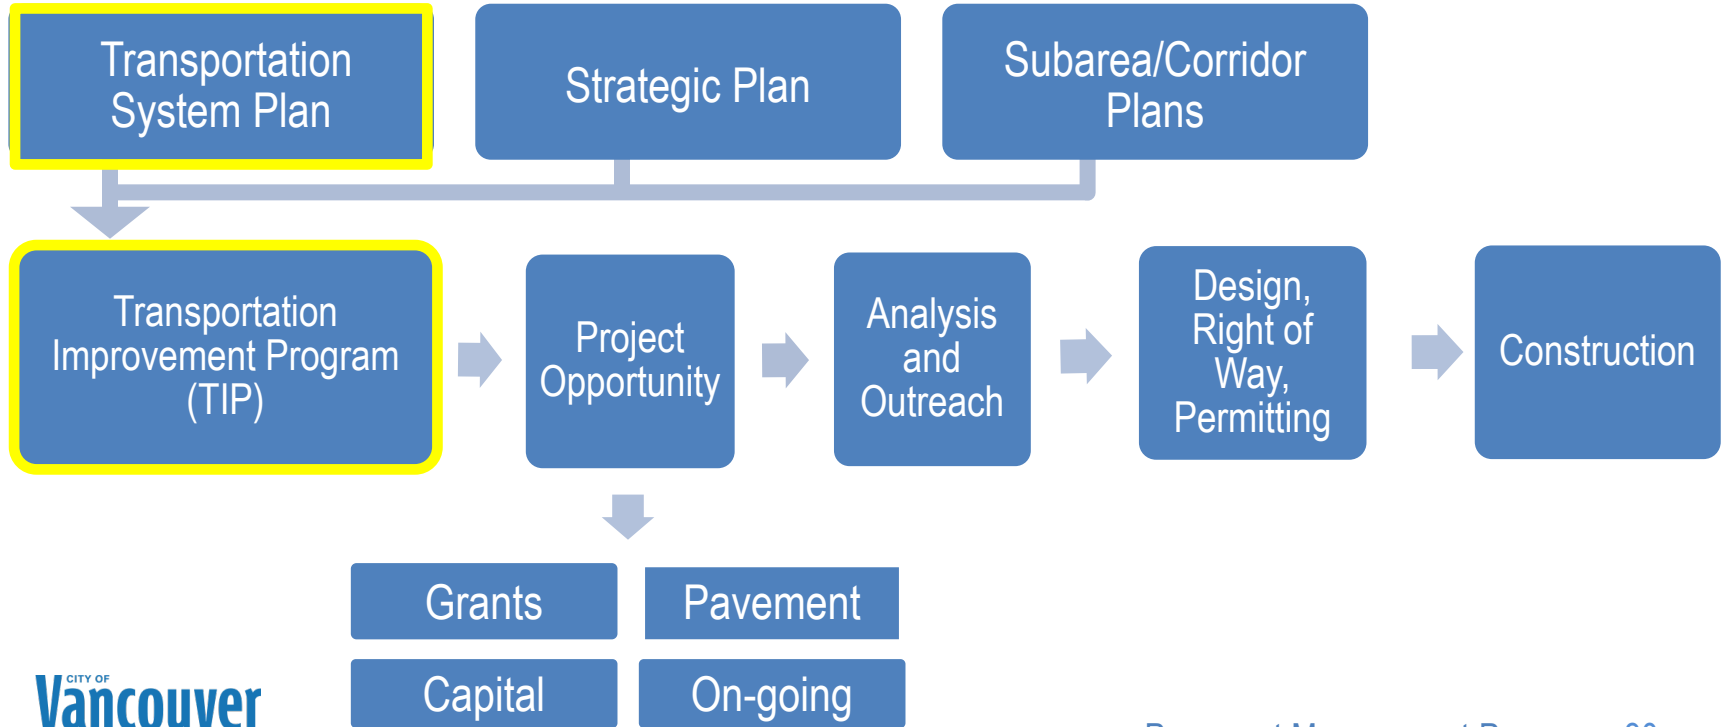 Transportation
System Plan
Strategic Plan
Subarea/Corridor
Plans
Transportation
Improvement Program
(TIP)
Project
Opportunity
Analysis
and
Outreach
Design,
Right of
Way,
Permitting
Construction
Grants
Pavement
Capital
On-going
CITY OF
Vancouver